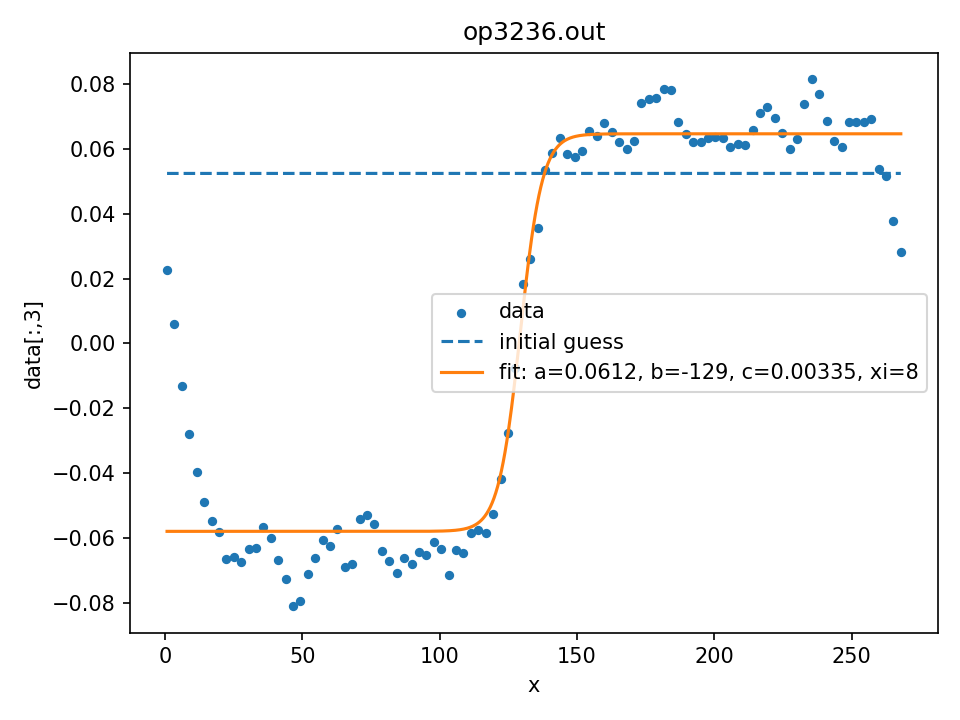 op3236.out
data[:,3]
0.08
0.06
0.04
0.02
0.00
−0.02
−0.04
−0.06
−0.08
data
initial guess
fit: a=0.0612, b=-129, c=0.00335, xi=8
0 50 100 150 200 250
x